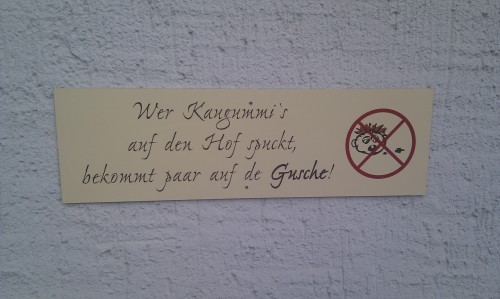 Wer Kaugummi's
auf den Hof spuckt,
bekommt paar auf de Gusche!